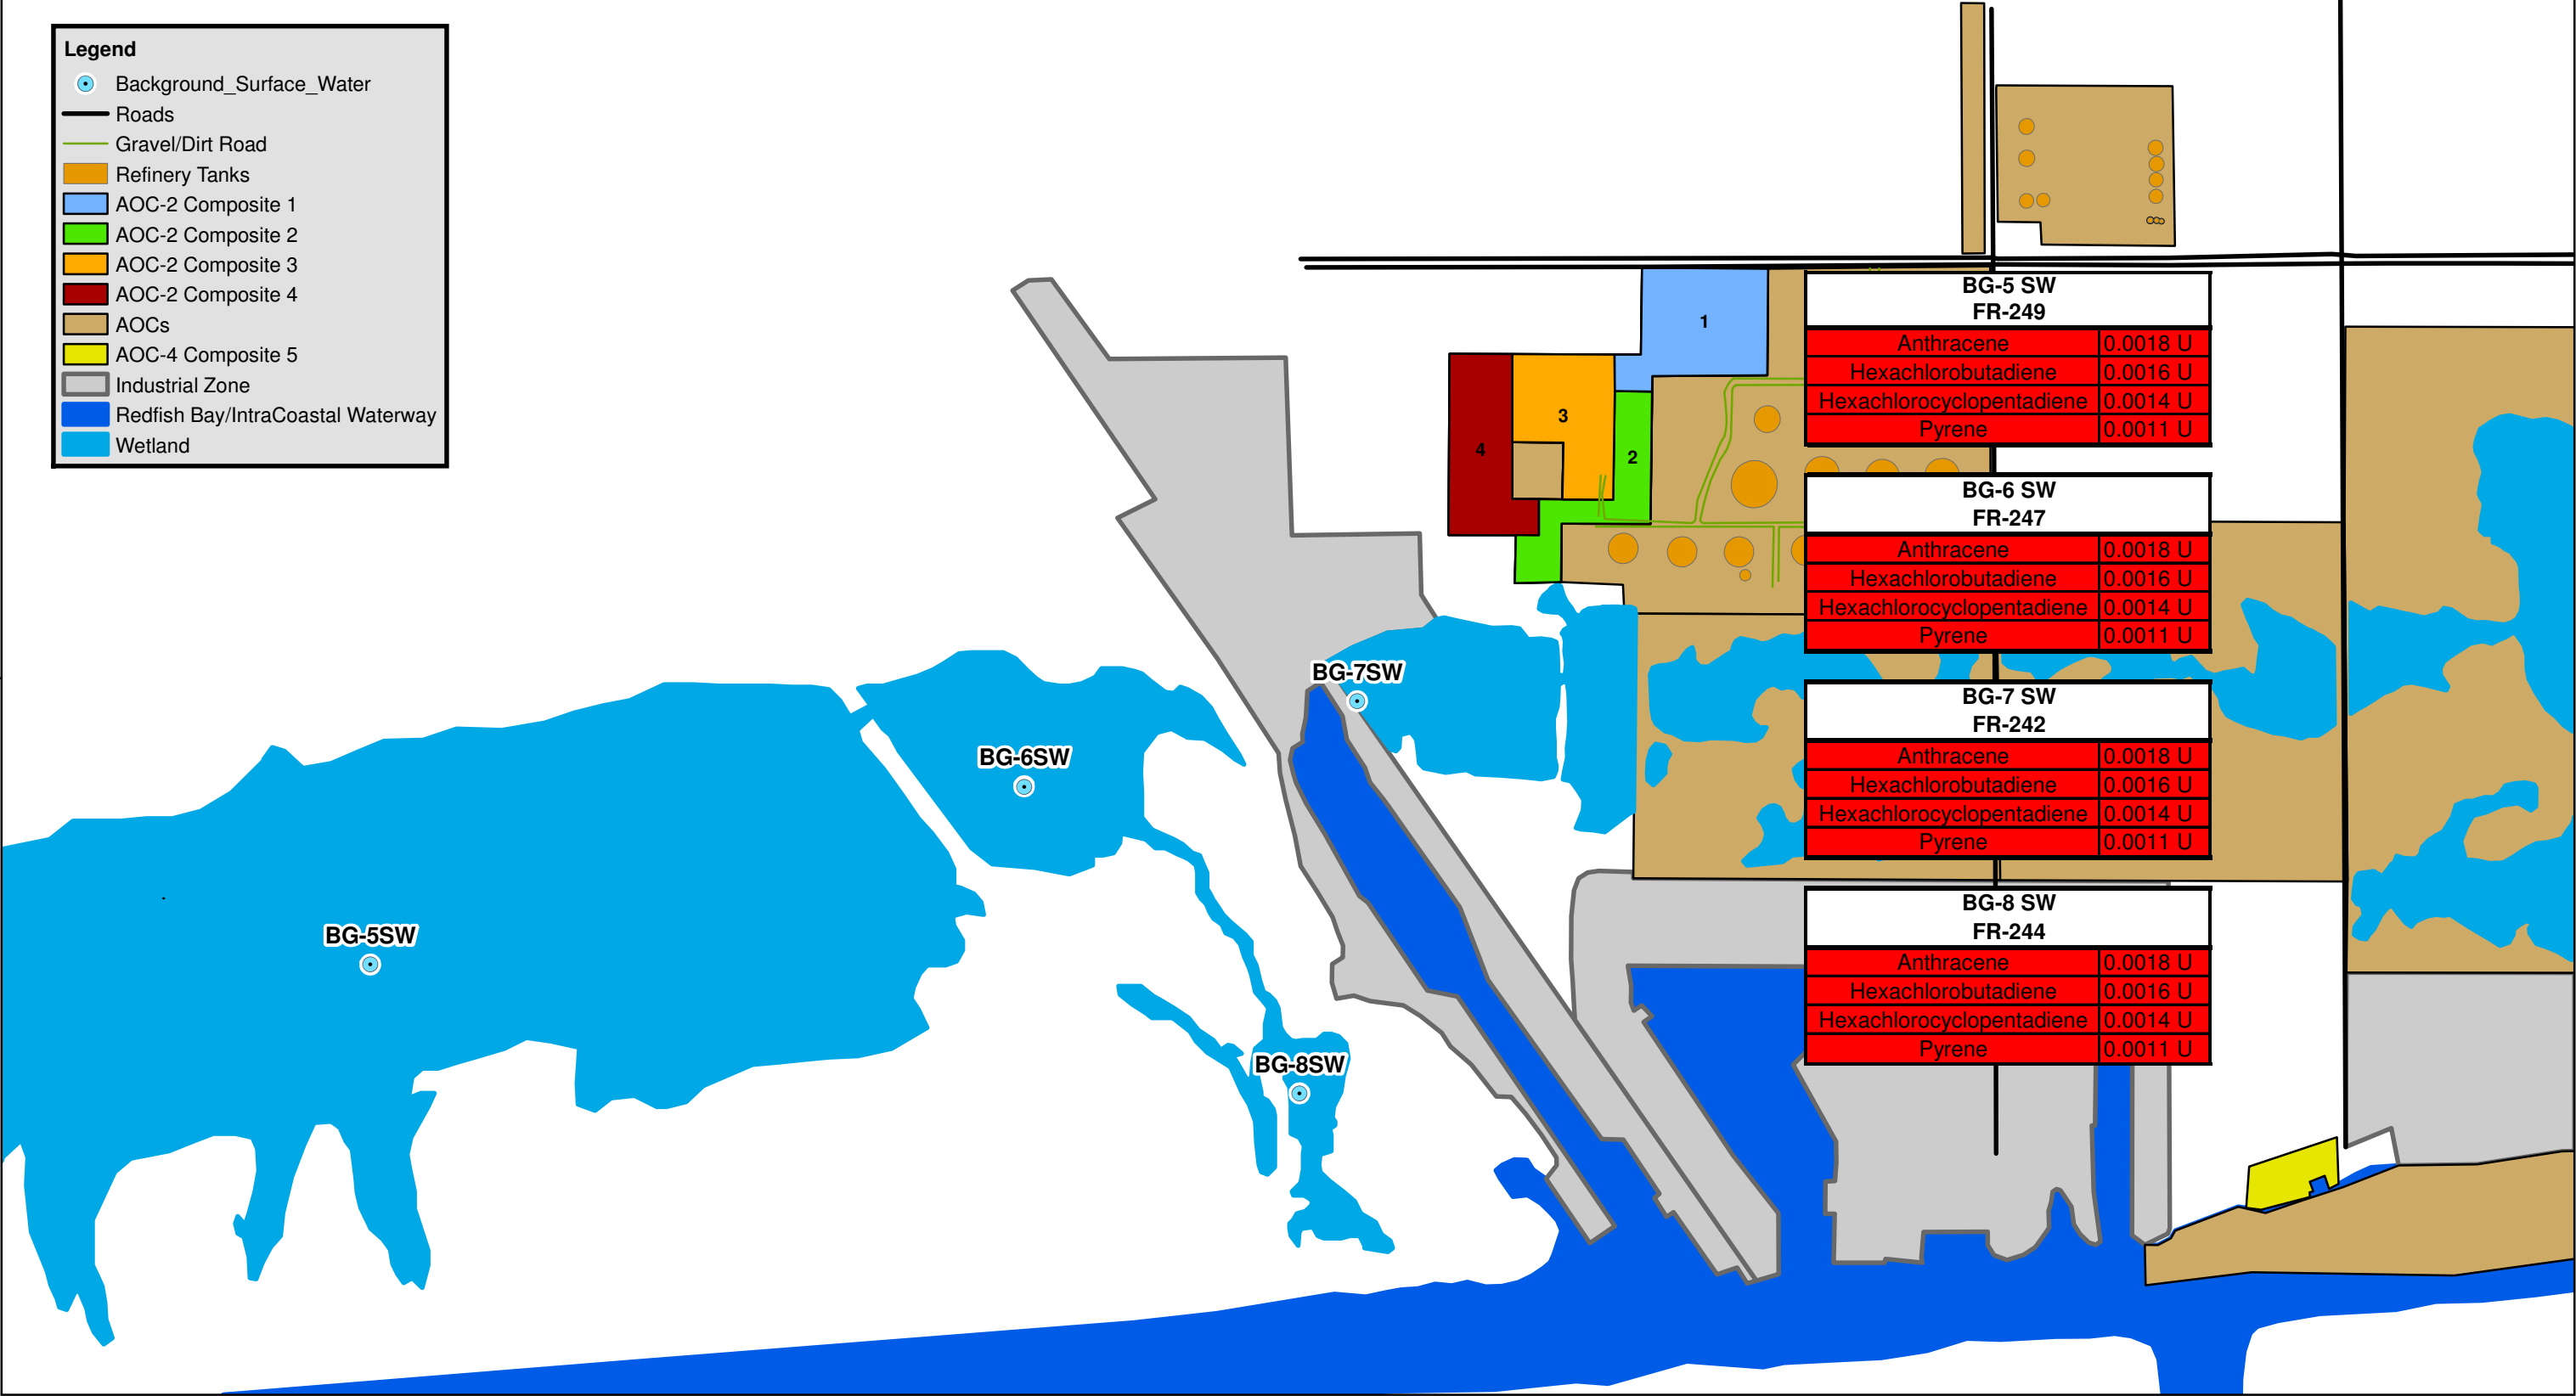 Legend
Background_Surface_Water
Roads
Gravel/Dirt Road
Refinery Tanks
AOC-2 Composite 1
AOC-2 Composite 2
AOC-2 Composite 3
AOC-2 Composite 4
AOCs
AOC-4 Composite 5
Industrial Zone
Redfish Bay/IntraCoastal Waterway
Wetland
1
3
4
2
BG-5 SW
FR-249
Anthracene 0.0018 U
Hexachlorobutadiene 0.0016 U
Hexachlorocyclopentadiene 0.0014 U
Pyrene 0.0011 U
BG-6 SW
FR-247
Anthracene 0.0018 U
Hexachlorobutadiene 0.0016 U
Hexachlorocyclopentadiene 0.0014 U
Pyrene 0.0011 U
BG-7 SW
FR-242
Anthracene 0.0018 U
Hexachlorobutadiene 0.0016 U
Hexachlorocyclopentadiene 0.0014 U
Pyrene 0.0011 U
BG-8 SW
FR-244
Anthracene 0.0018 U
Hexachlorobutadiene 0.0016 U
Hexachlorocyclopentadiene 0.0014 U
Pyrene 0.0011 U
BG-7SW
BG-6SW
BG-5SW
BG-8SW